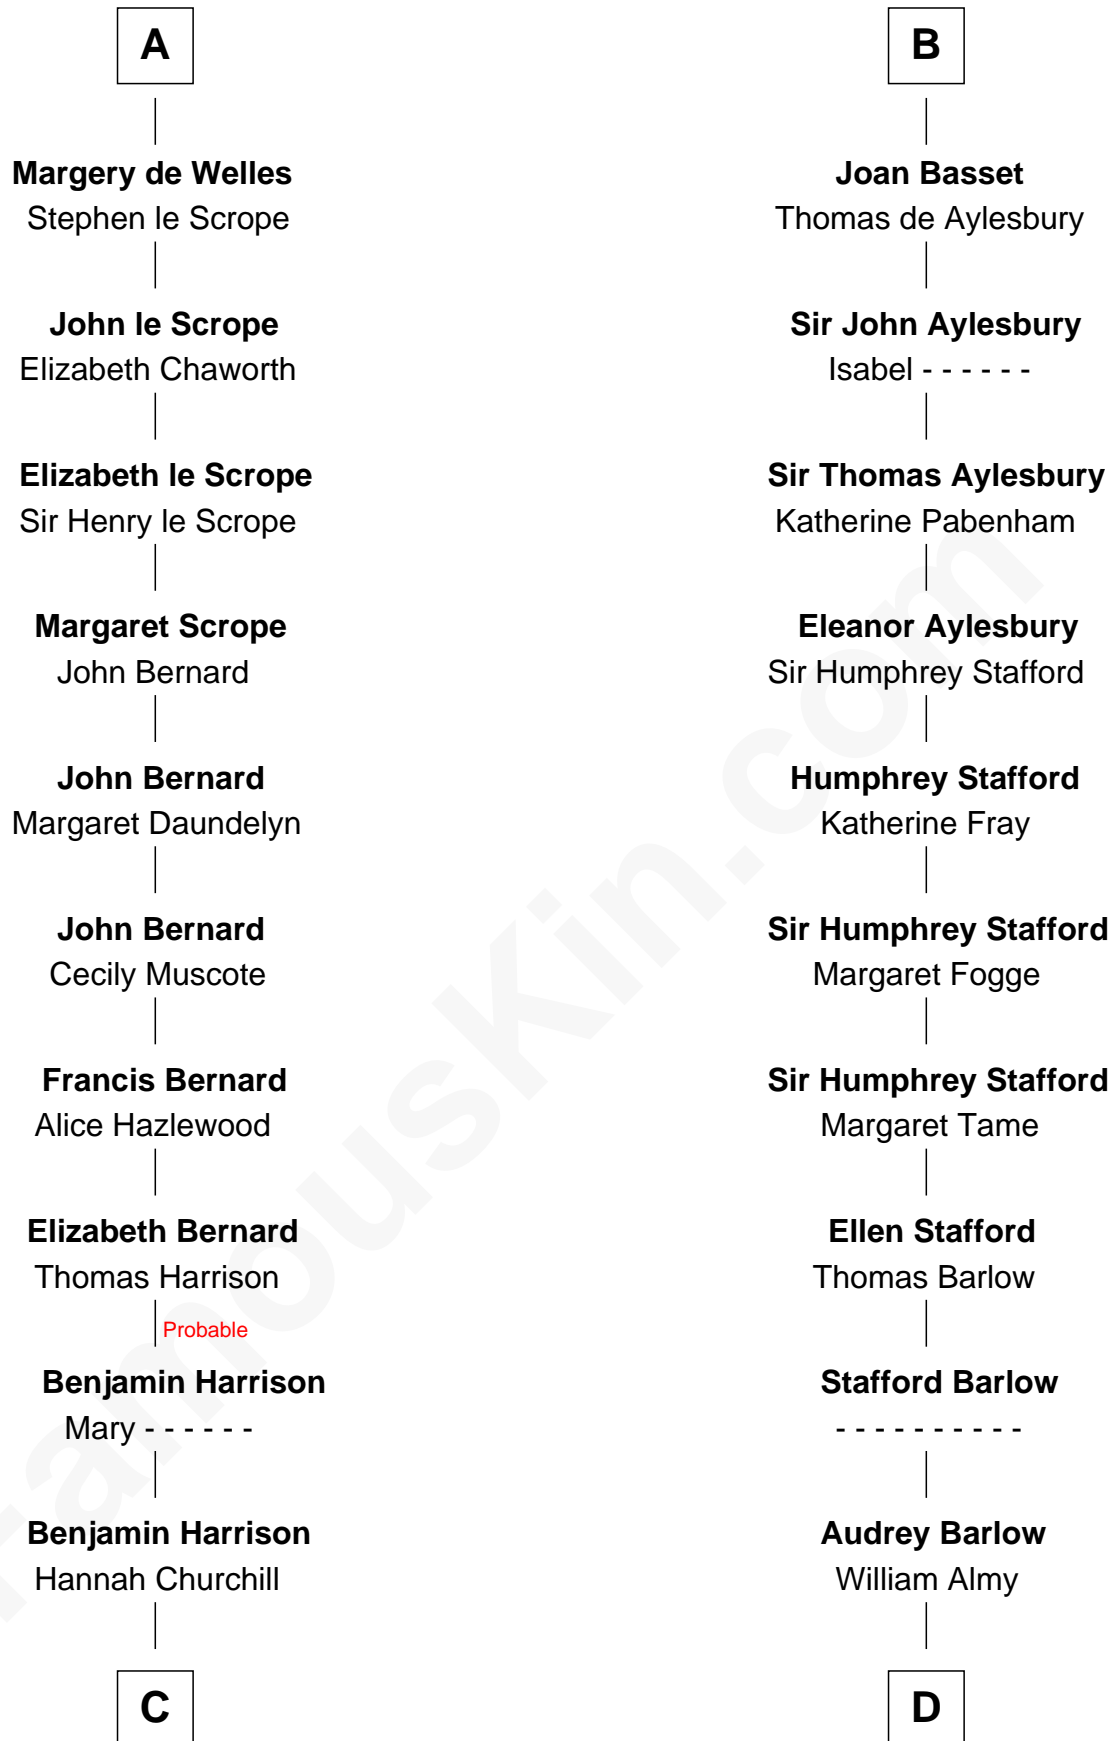 A
Margery de Welles
Stephen le Scrope
John le Scrope
Elizabeth Chaworth
Elizabeth le Scrope
Sir Henry le Scrope
Margaret Scrope
John Bernard
John Bernard
Margaret Daundelyn
John Bernard
Cecily Muscote
Francis Bernard
Alice Hazlewood
Elizabeth Bernard
Thomas Harrison
Probable
Benjamin Harrison
Mary - - - - - -
Benjamin Harrison
Hannah Churchill
C
B
Joan Basset
Thomas de Aylesbury
Sir John Aylesbury
Isabel - - - - - -
Sir Thomas Aylesbury
Katherine Pabenham
Eleanor Aylesbury
Sir Humphrey Stafford
Humphrey Stafford
Katherine Fray
Sir Humphrey Stafford
Margaret Fogge
Sir Humphrey Stafford
Margaret Tame
Ellen Stafford
Thomas Barlow
Stafford Barlow
- - - - - - - - - -
Audrey Barlow
William Almy
D
FamousKin.com